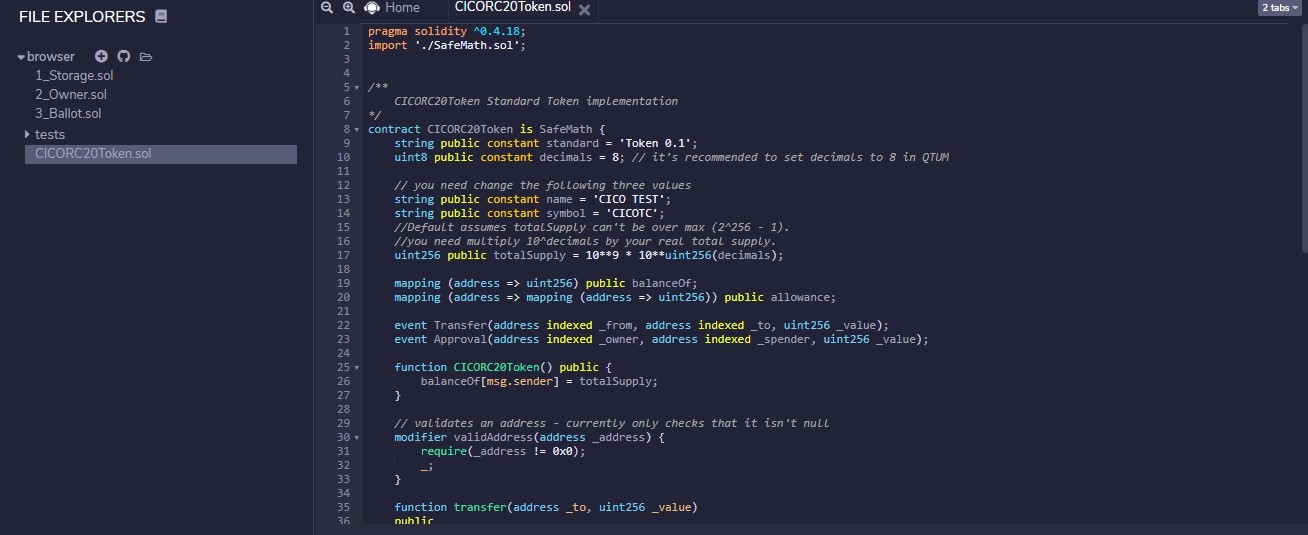 FILE EXPLORERS
browser
1_Storage.sol
2_Owner.sol
3_Ballot.sol
tests
CICORC20Token.sol
Home
CICORC20Token.sol
2 tabs
1 pragma solidity ^0.4.18;
2 import './SafeMath.sol';
3
4
5 /**
6     CICORC20Token Standard Token implementation
7 */
8 contract CICORC20Token is SafeMath {
9     string public constant standard = 'Token 0.1';
10     uint8 public constant decimals = 8; // it's recommended to set decimals to 8 in QTUM
11
12     // you need change the following three values
13     string public constant name = 'CICO TEST';
14     string public constant symbol = 'CICOTC';
15     //Default assumes totalSupply can't be over max (2^256 - 1).
16     //you need multiply 10^decimals by your real total supply.
17     uint256 public totalSupply = 10**9 * 10**uint256(decimals);
18
19     mapping (address => uint256) public balanceOf;
20     mapping (address => mapping (address => uint256)) public allowance;
21
22     event Transfer(address indexed _from, address indexed _to, uint256 _value);
23     event Approval(address indexed _owner, address indexed _spender, uint256 _value);
24
25     function CICORC20Token() public {
26         balanceOf[msg.sender] = totalSupply;
27     }
28
29     // validates an address - currently only checks that it isn't null
30     modifier validAddress(address _address) {
31         require(_address != 0x0);
32         _;
33     }
34
35     function transfer(address _to, uint256 _value)
36     public